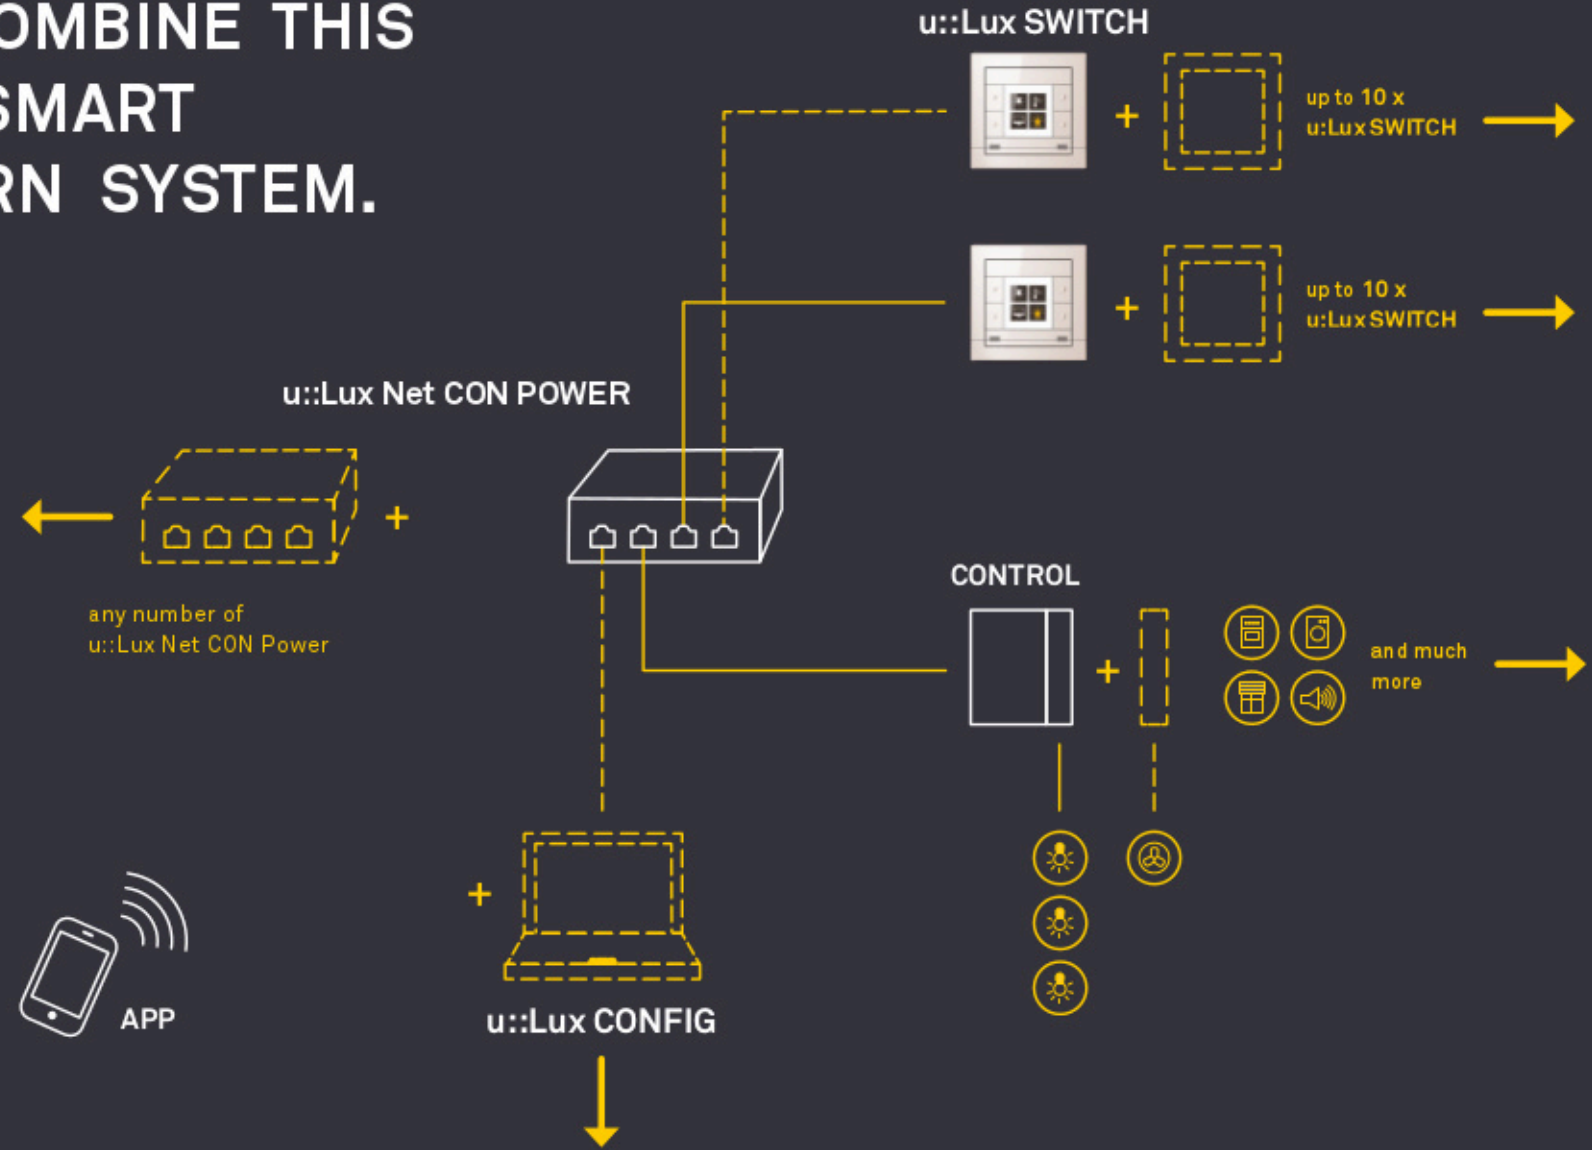 OMBINE THIS
SMART
RN SYSTEM.
u::Lux SWITCH
up to 10 x
u:Lux SWITCH
up to 10 x
u:Lux SWITCH
u::Lux Net CON POWER
any number of
u::Lux Net CON Power
CONTROL
and much
more
APP
u::Lux CONFIG